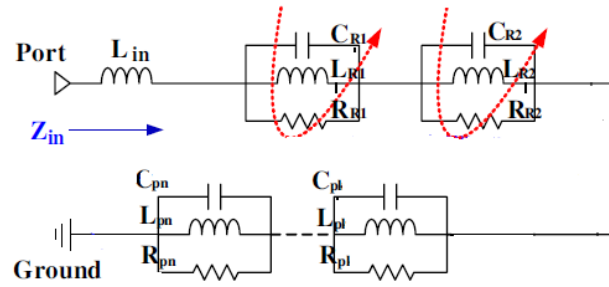 Port
L in
C R1
L R1
R R1
C R2
L R2
R R2
Z in
C pn
L pn
R pn
C pl
L pl
R pl
Ground